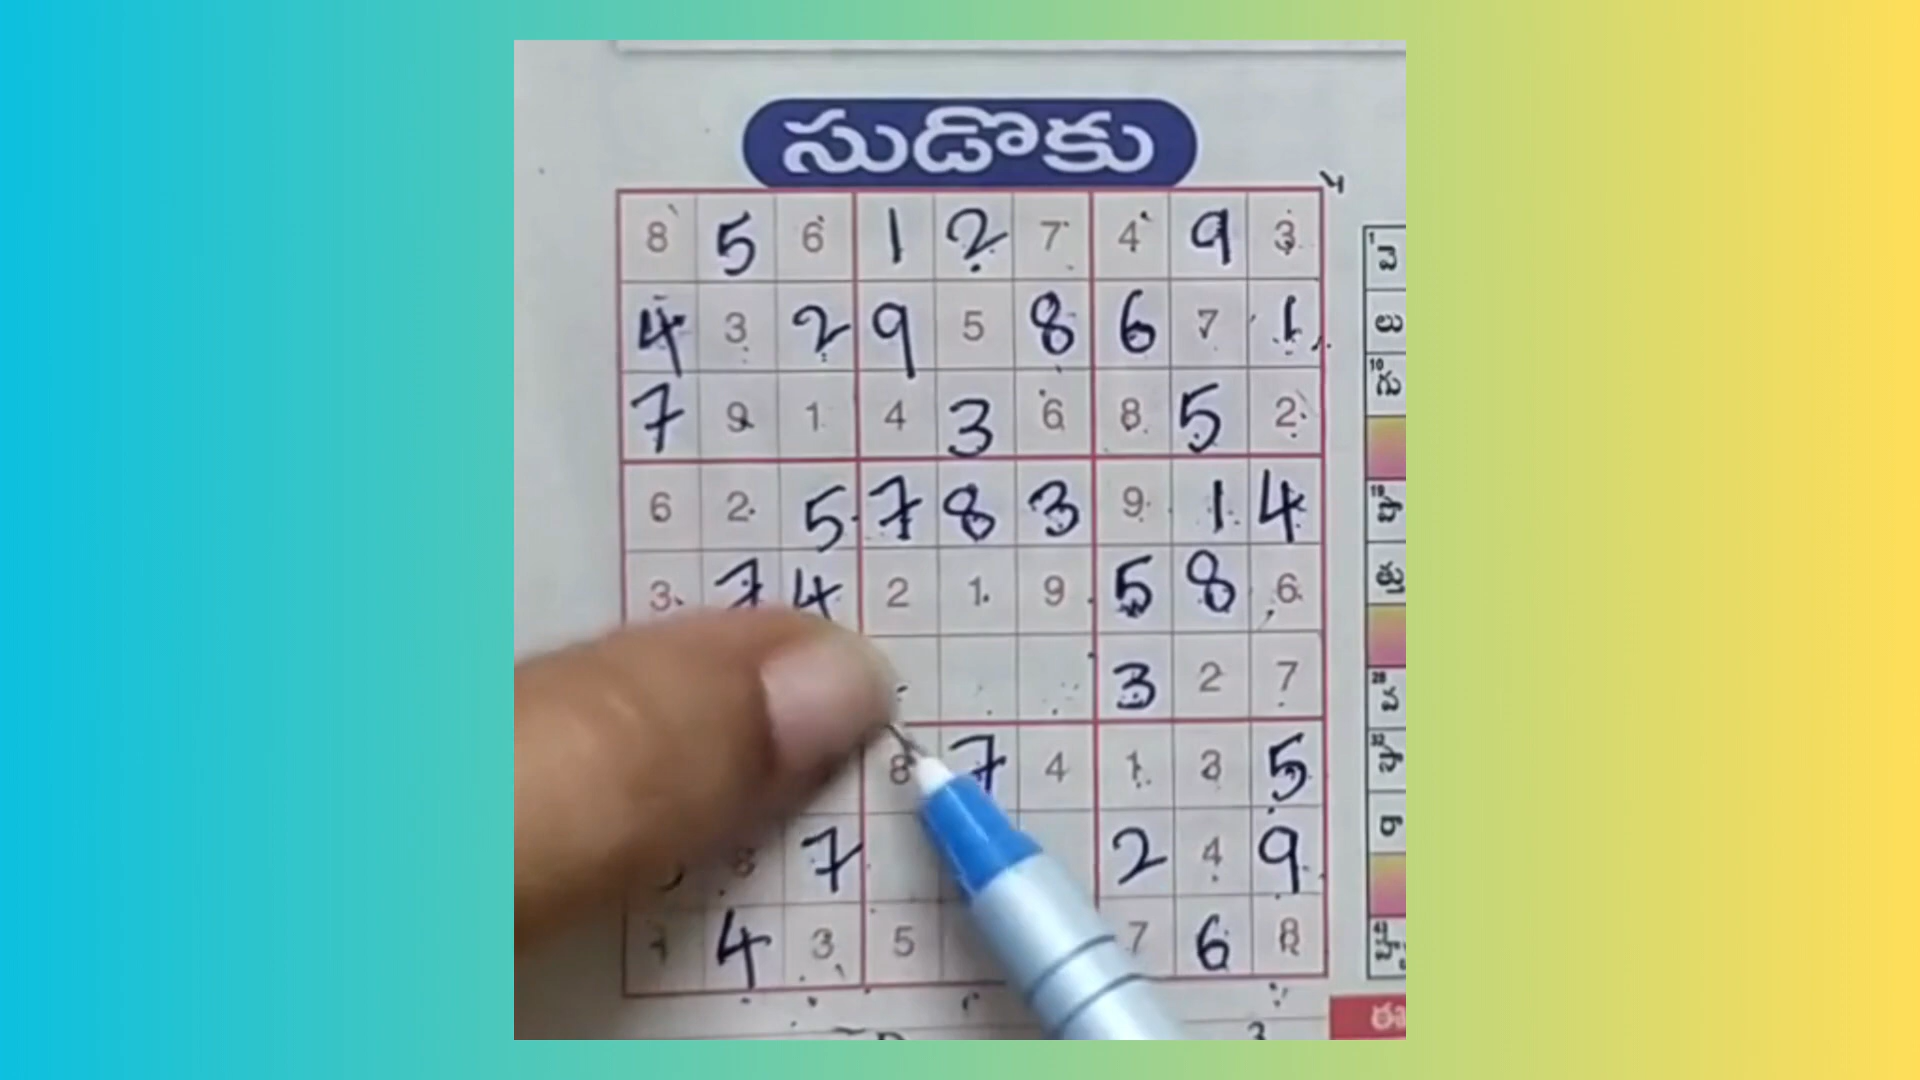 సుడొకు
8 5 6 1 2 7 4 9 3
4 3 2 9 5 8 6 7 1
7 9 1 4 3 6 8 5 2
6 2 5 7 8 3 9 1 4
3 7 4 2 1 9 5 8 6
3 2 7
8 7 4 1 3 5
8 7 2 4 9
4 3 5 7 6 8